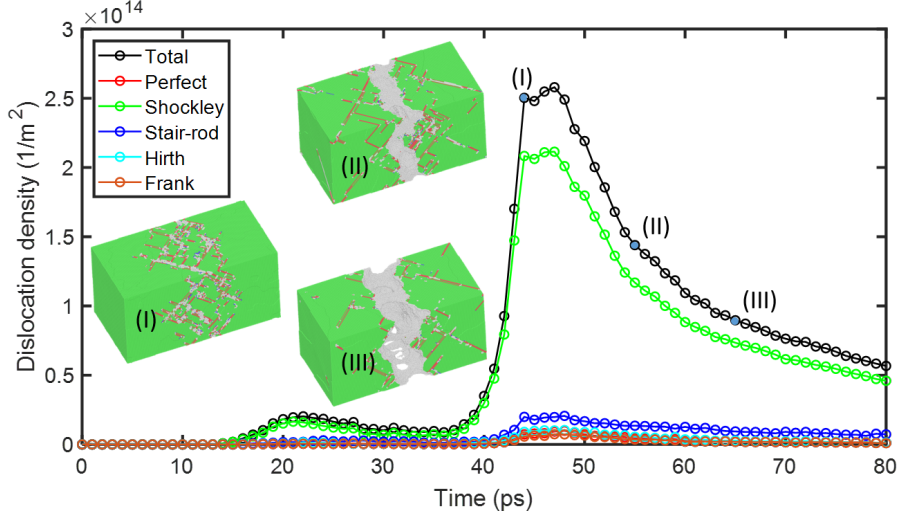 ×10^14
3
2.5
2
1.5
1
0.5
0
Dislocation density (1/m^2)
Total
Perfect
Shockley
Stair-rod
Hirth
Frank
(I)
(II)
(III)
(I)
(II)
(III)
0 10 20 30 40 50 60 70 80
Time (ps)